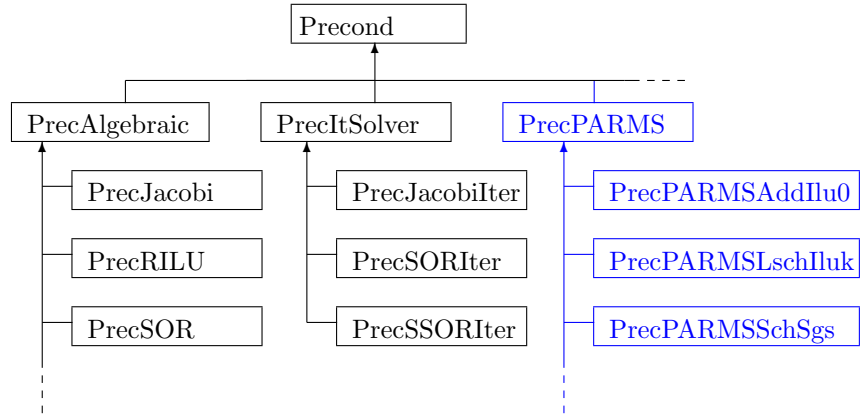 Precond
PrecAlgebraic
PrecItSolver
PrecPARMS
PrecJacobi
PrecJacobiIter
PrecPARMSAddIlu0
PrecRILU
PrecSORIter
PrecPARMSLschIluk
PrecSOR
PrecSSORIter
PrecPARMSSchSgs